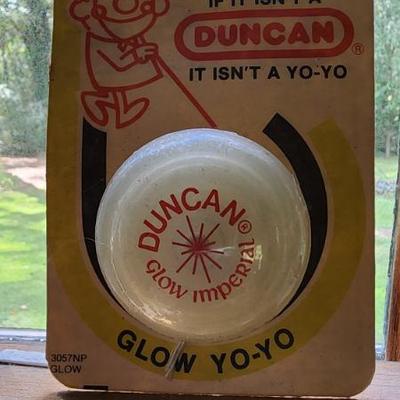 IF IT ISN'T A
DUNCAN®
IT ISN'T A YO-YO
DUNCAN®
GLOW IMPERIAL
GLOW YO-YO
3057NP
GLOW